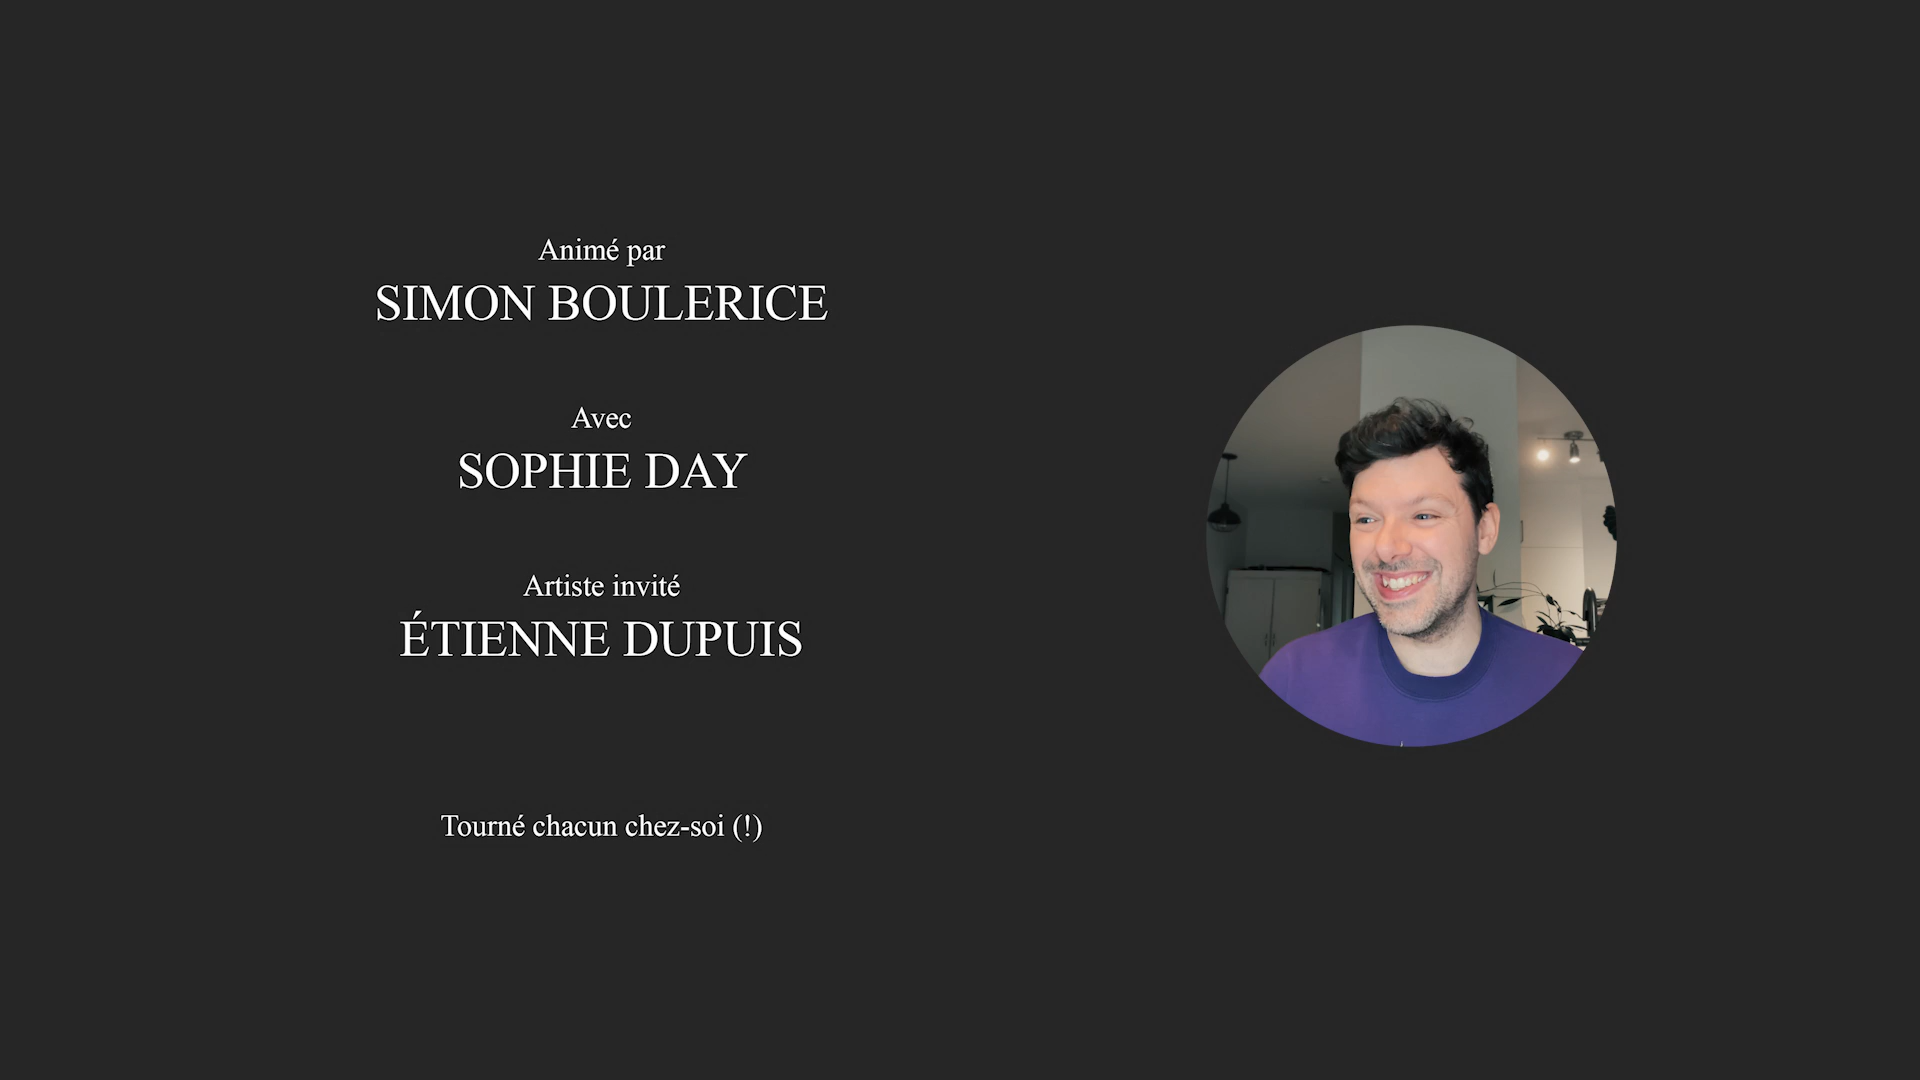 Animé par
SIMON BOULERICE
Avec
SOPHIE DAY
Artiste invité
ÉTIENNE DUPUIS
Tourné chacun chez-soi (!)